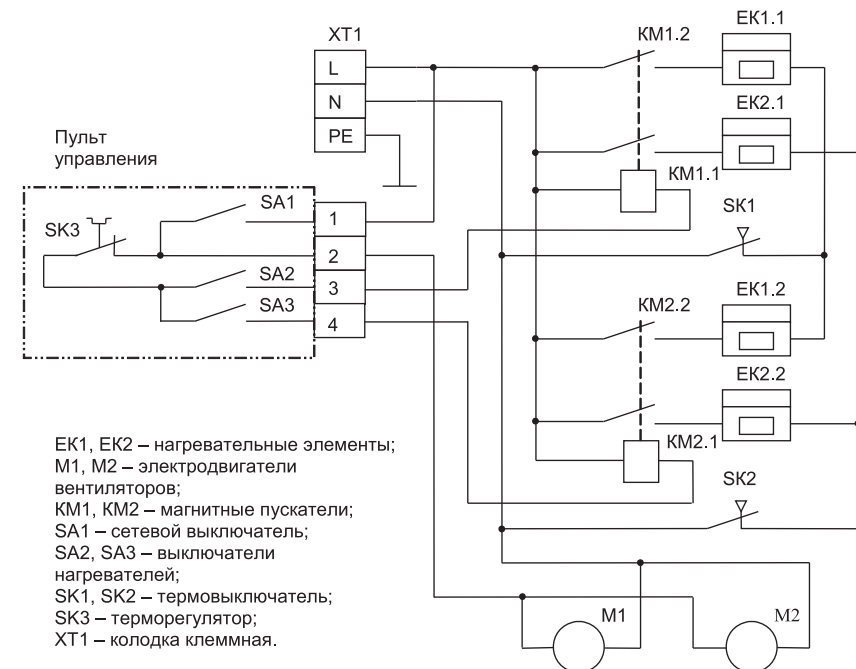 XT1
L
N
PE
KM1.2
EK1.1
EK2.1
KM1.1
SK1
Пульт
управления
SK3
SA1
SA2
SA3
1
2
3
4
KM2.2
EK1.2
EK2.2
KM2.1
SK2
M1
M2
EK1, EK2 – нагревательные элементы;
M1, M2 – электродвигатели
вентиляторов;
KM1, KM2 – магнитные пускатели;
SA1 – сетевой выключатель;
SA2, SA3 – выключатели
нагревателей;
SK1, SK2 – термовыключатель;
SK3 – терморегулятор;
XT1 – колодка клеммная.